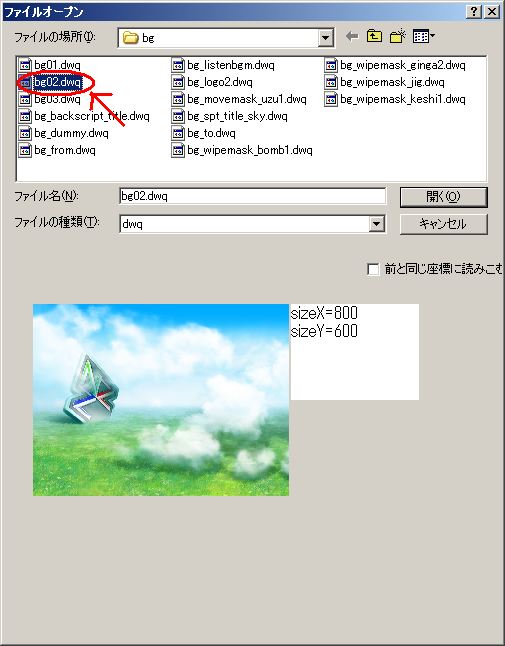 ファイルオープン
ファイルの場所(I):
bg
bg01.dwq
bg02.dwq
bg03.dwq
bg_backscript_title.dwq
bg_dummy.dwq
bg_from.dwq
bg_listenbgm.dwq
bg_logo2.dwq
bg_movemask_uzu1.dwq
bg_spt_title_sky.dwq
bg_to.dwq
bg_wipemask_bomb1.dwq
bg_wipemask_ginga2.dwq
bg_wipemask_jig.dwq
bg_wipemask_keshi1.dwq
ファイル名(N):
bg02.dwq
開く(O)
ファイルの種類(T):
dwq
キャンセル
前と同じ座標に読みこむ
sizeX=800
sizeY=600